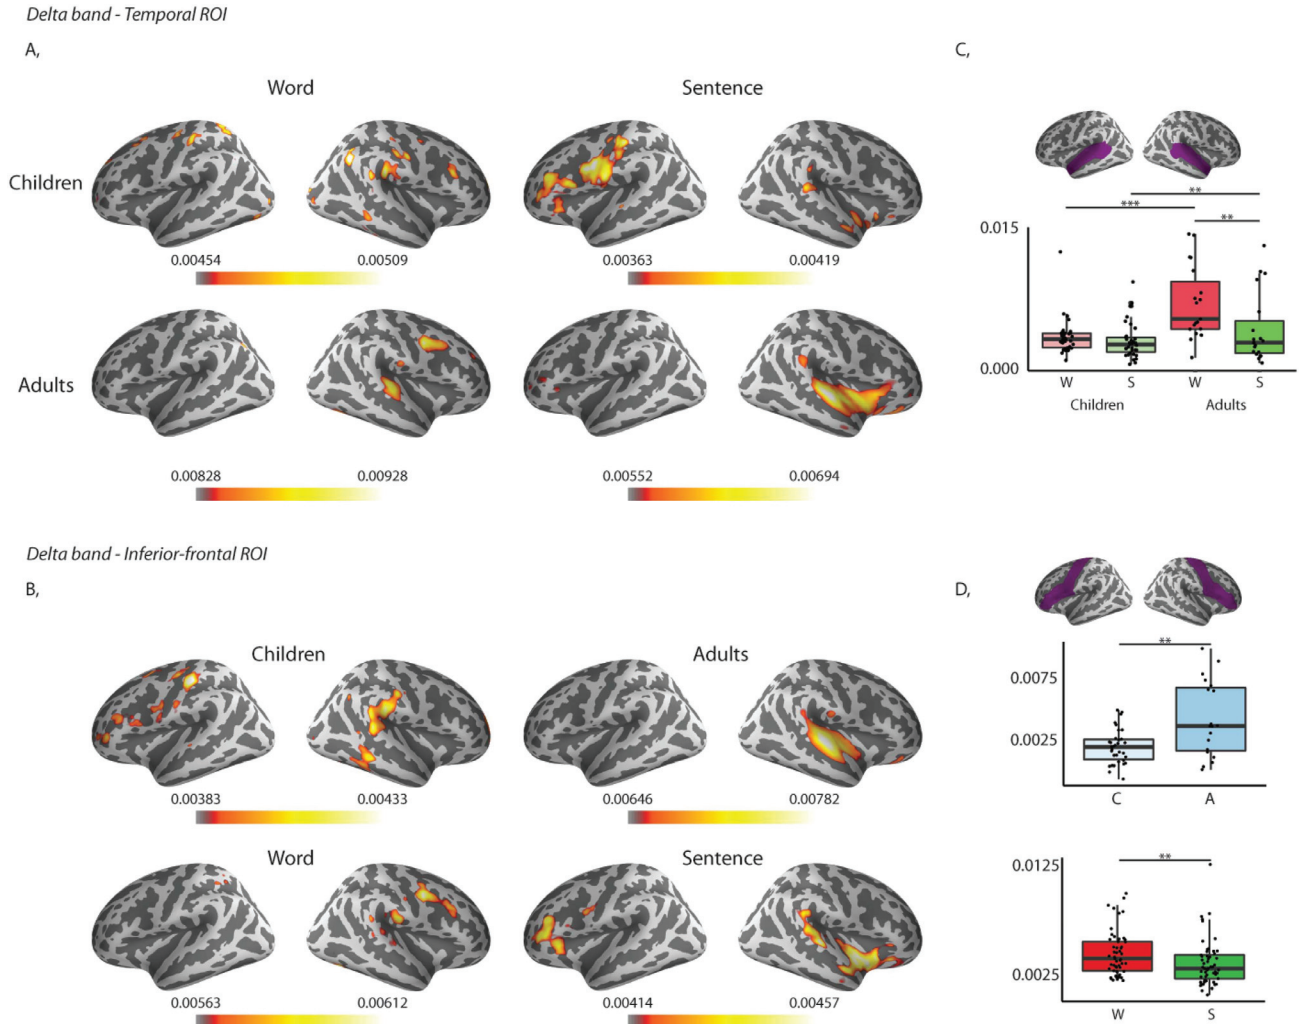 Delta band - Temporal ROI
A,
C,
Word
Sentence
Children
0.00454 0.00509
0.00363 0.00419
Adults
0.00828 0.00928
0.00552 0.00694
**
***
**
0.015
0.000
W S W S
Children Adults
Delta band - Inferior-frontal ROI
B,
D,
Children
Adults
0.00383 0.00433
0.00646 0.00782
Word
Sentence
0.00563 0.00612
0.00414 0.00457
**
0.0075
0.0025
C A
**
0.0125
0.0025
W S